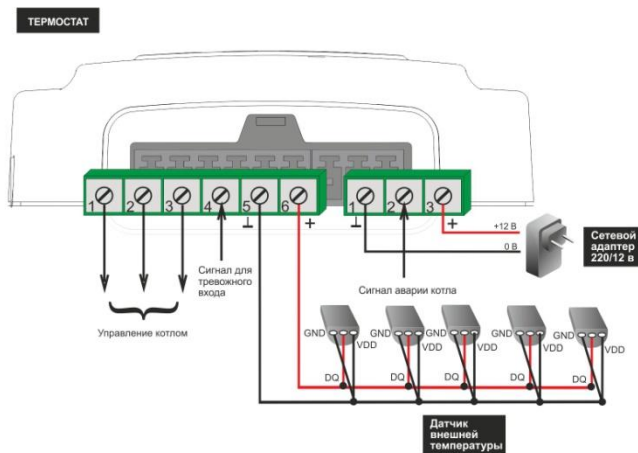 ТЕРМОСТАТ
1 2 3 4 5 6
⊥ +
1 2 3
⊥ +
+12 В
0 В
Сетевой
адаптер
220/12 в
Сигнал для
тревожного
входа
Сигнал аварии котла
Управление котлом
GND GND GND GND GND
VDD VDD VDD VDD VDD
DQ DQ DQ DQ DQ
Датчик
внешней
температуры